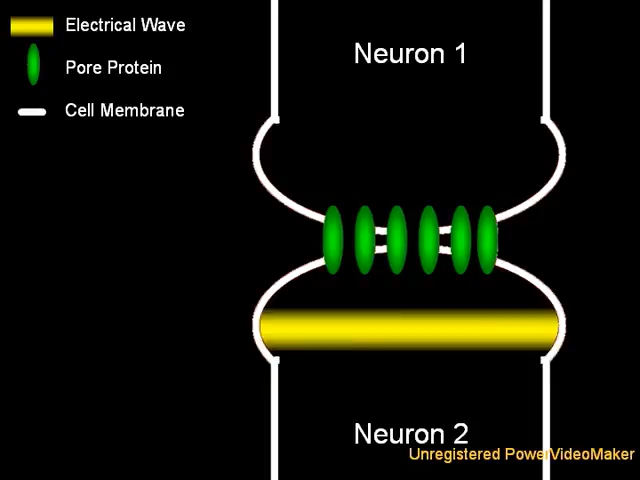 Electrical Wave
Pore Protein
Cell Membrane
Neuron 1
Neuron 2
Unregistered PowerVideoMaker